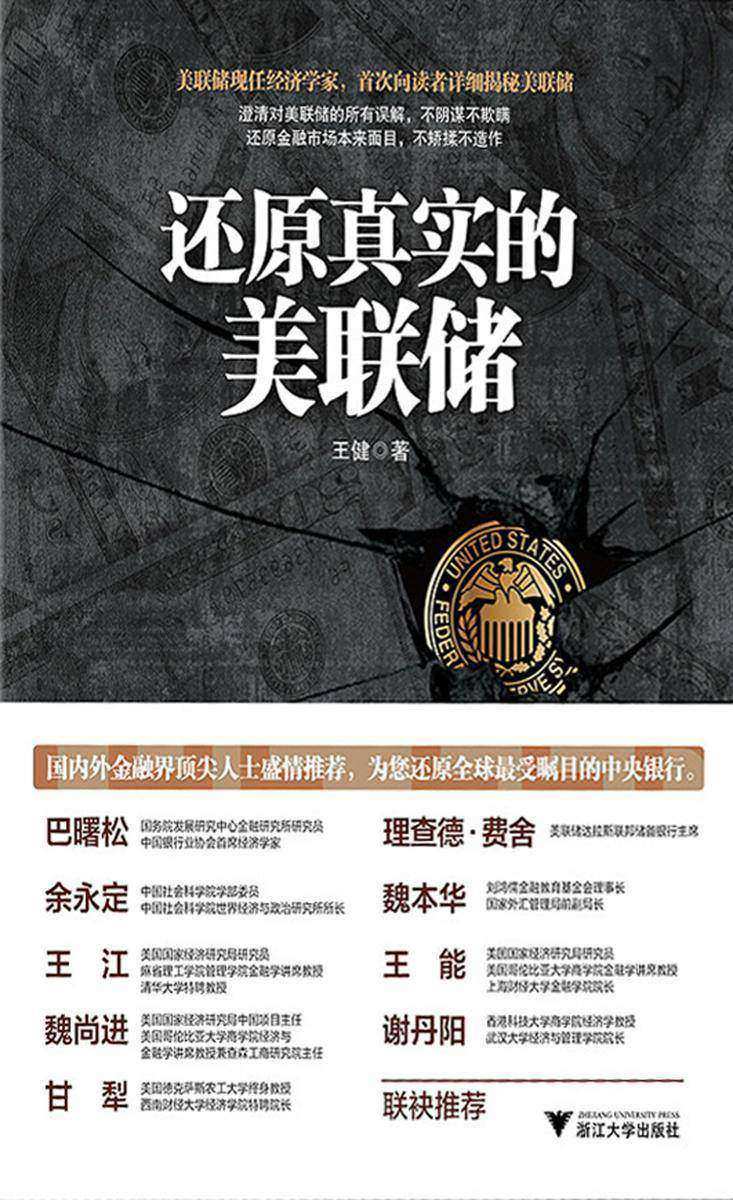 美联储现任经济学家，首次向读者详细揭秘美联储
澄清对美联储的所有误解，不阴谋不欺瞒
还原金融市场本来面目，不矫揉不造作
还原真实的
美联储
王健◎著
UNITED STATES
FEDER
RVE ST
国内外金融界顶尖人士盛情推荐，为您还原全球最受瞩目的中央银行。
巴曙松
国务院发展研究中心金融研究所研究员
中国银行业协会首席经济学家
理查德·费舍
美联储达拉斯联邦储备银行主席
余永定
中国社会科学院学部委员
中国社会科学院世界经济与政治研究所所长
魏本华
刘鸿儒金融教育基金会理事长
国家外汇管理局前副局长
王江
美国国家经济研究局研究员
麻省理工学院管理学院金融学讲席教授
清华大学特聘教授
王能
美国国家经济研究局研究员
美国哥伦比亚大学商学院金融学讲席教授
上海财经大学金融学院院长
魏尚进
美国国家经济研究局中国项目主任
美国哥伦比亚大学商学院经济与
金融学讲席教授兼查森工商研究院主任
谢丹阳
香港科技大学商学院经济学教授
武汉大学经济与管理学院院长
甘犁
美国德克萨斯农工大学终身教授
西南财经大学经济学院特聘院长
联袂推荐
ZHEJIANG UNIVERSITY PRESS
浙江大学出版社